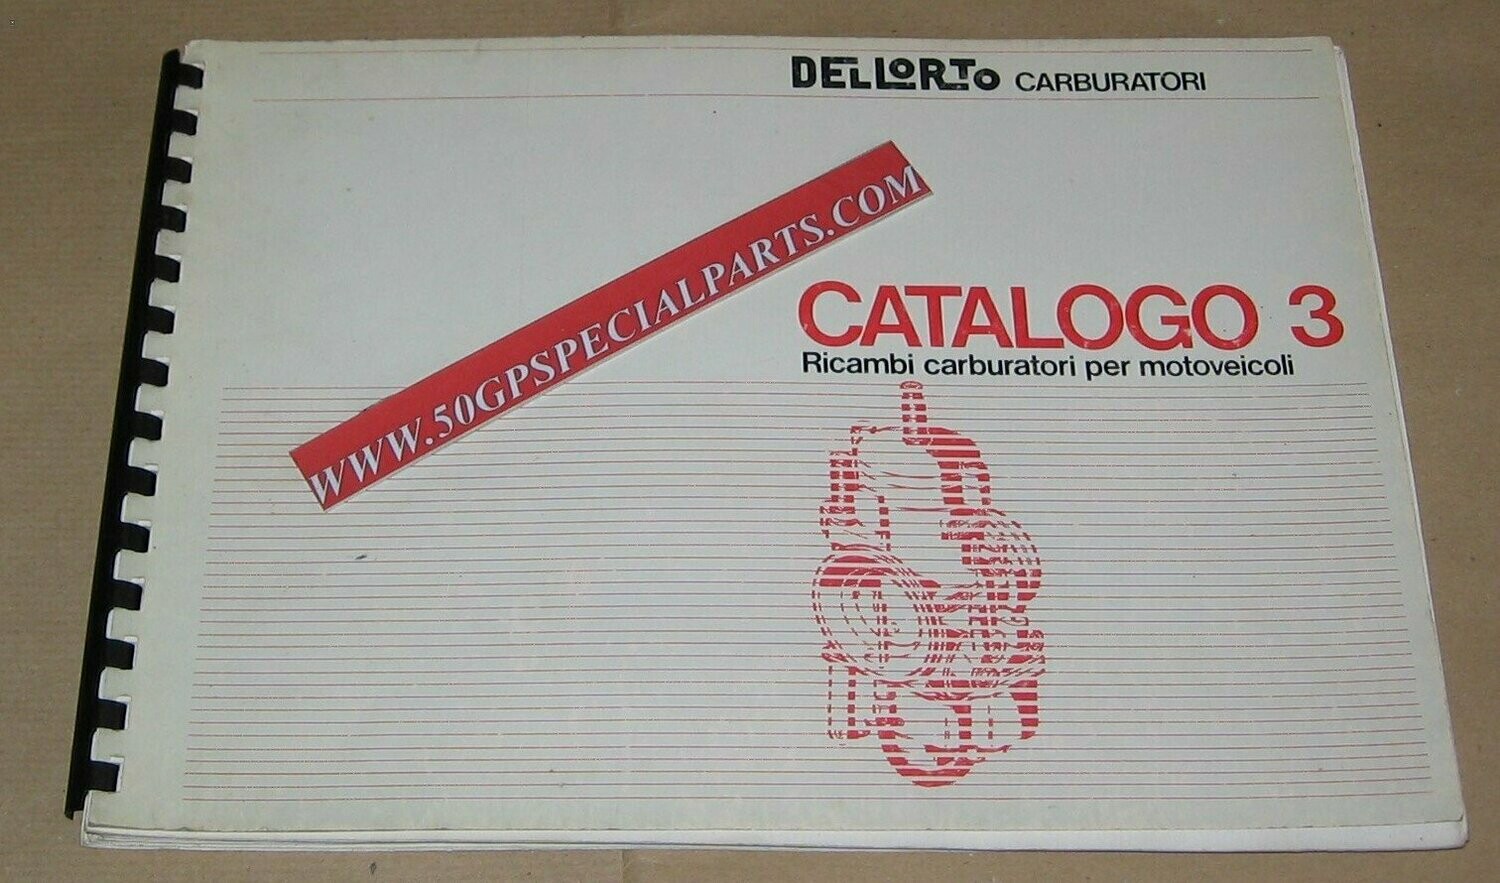 DELLORTO CARBURATORI
WWW.50GPSPECIALPARTS.COM
CATALOGO 3
Ricambi carburatori per motoveicoli